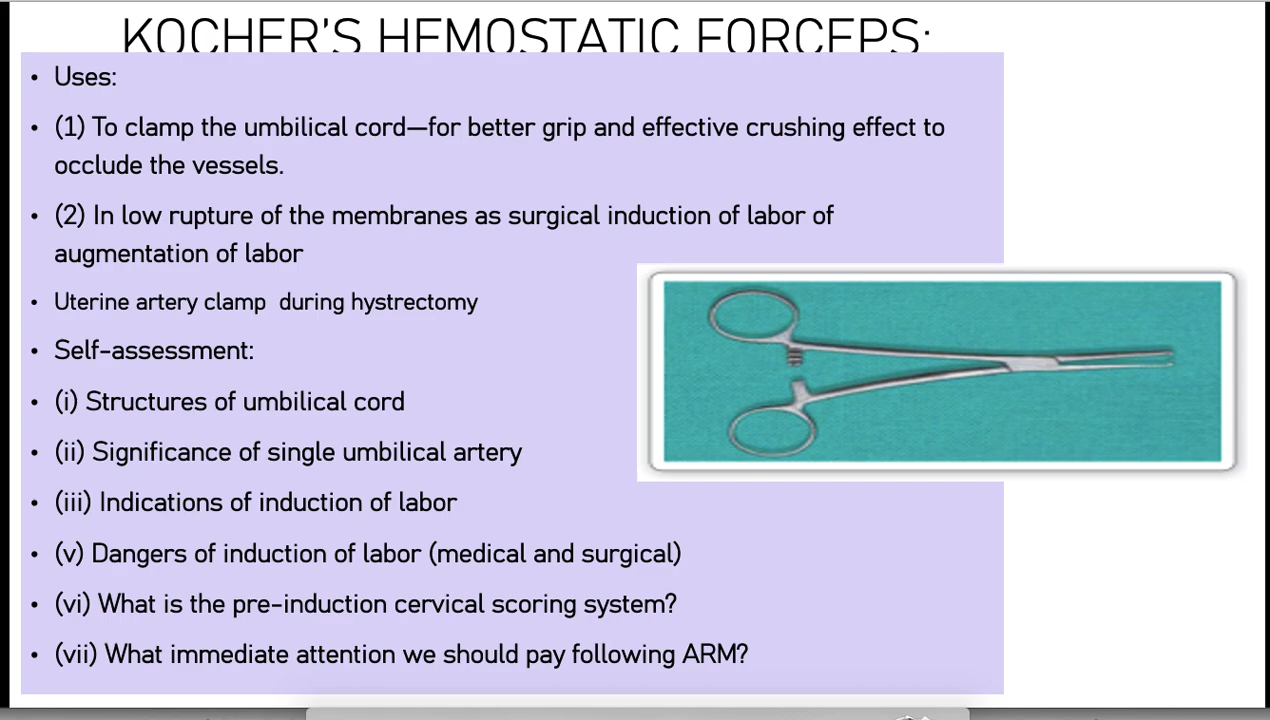 KOCHER'S HEMOSTATIC FORCEPS:
• Uses:
• (1) To clamp the umbilical cord—for better grip and effective crushing effect to
occlude the vessels.
• (2) In low rupture of the membranes as surgical induction of labor of
augmentation of labor
• Uterine artery clamp  during hystrectomy
• Self-assessment:
• (i) Structures of umbilical cord
• (ii) Significance of single umbilical artery
• (iii) Indications of induction of labor
• (v) Dangers of induction of labor (medical and surgical)
• (vi) What is the pre-induction cervical scoring system?
• (vii) What immediate attention we should pay following ARM?